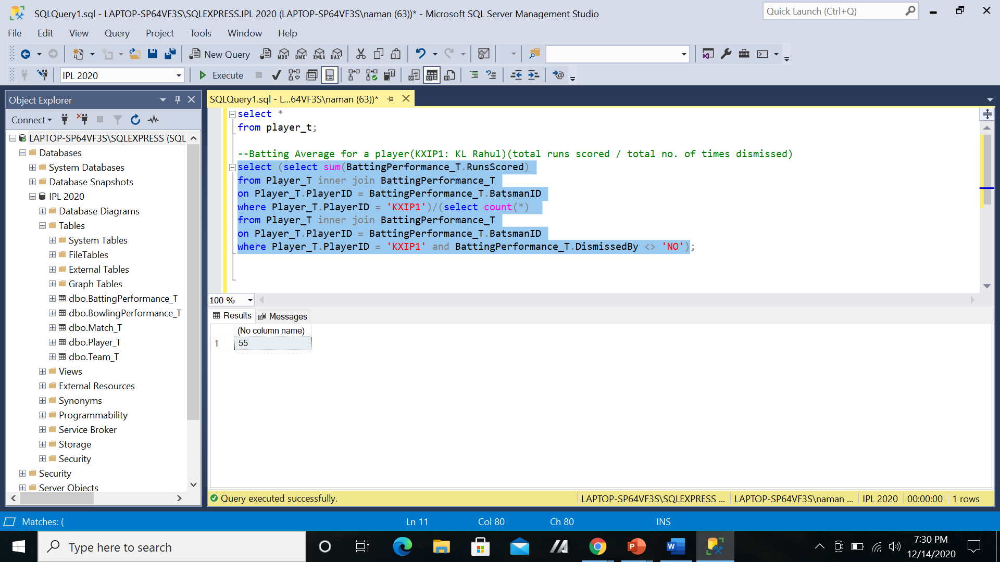 SQLQuery1.sql - LAPTOP-SP64VF3S\SQLEXPRESS.IPL 2020 (LAPTOP-SP64VF3S\naman (63))* - Microsoft SQL Server Management Studio
Quick Launch (Ctrl+Q)
File Edit View Query Project Tools Window Help
New Query MDX DMX XMLA DAX
IPL 2020 Execute
Object Explorer
Connect
LAPTOP-SP64VF3S\SQLEXPRESS (SQL
Databases
System Databases
Database Snapshots
IPL 2020
Database Diagrams
Tables
System Tables
FileTables
External Tables
Graph Tables
dbo.BattingPerformance_T
dbo.BowlingPerformance_T
dbo.Match_T
dbo.Player_T
dbo.Team_T
Views
External Resources
Synonyms
Programmability
Service Broker
Storage
Security
Security
Server Objects
SQLQuery1.sql - L...64VF3S\naman (63))*
select *
from player_t;
--Batting Average for a player(KXIP1: KL Rahul)(total runs scored / total no. of times dismissed)
select (select sum(BattingPerformance_T.RunsScored)
from Player_T inner join BattingPerformance_T
on Player_T.PlayerID = BattingPerformance_T.BatsmanID
where Player_T.PlayerID = 'KXIP1')/(select count(*)
from Player_T inner join BattingPerformance_T
on Player_T.PlayerID = BattingPerformance_T.BatsmanID
where Player_T.PlayerID = 'KXIP1' and BattingPerformance_T.DismissedBy <> 'NO');
100 %
Results Messages
(No column name)
1 55
Query executed successfully. LAPTOP-SP64VF3S\SQLEXPRESS ... LAPTOP-SP64VF3S\naman ... IPL 2020 00:00:00 1 rows
Matches: ( Ln 11 Col 80 Ch 80 INS
Type here to search
7:30 PM
12/14/2020